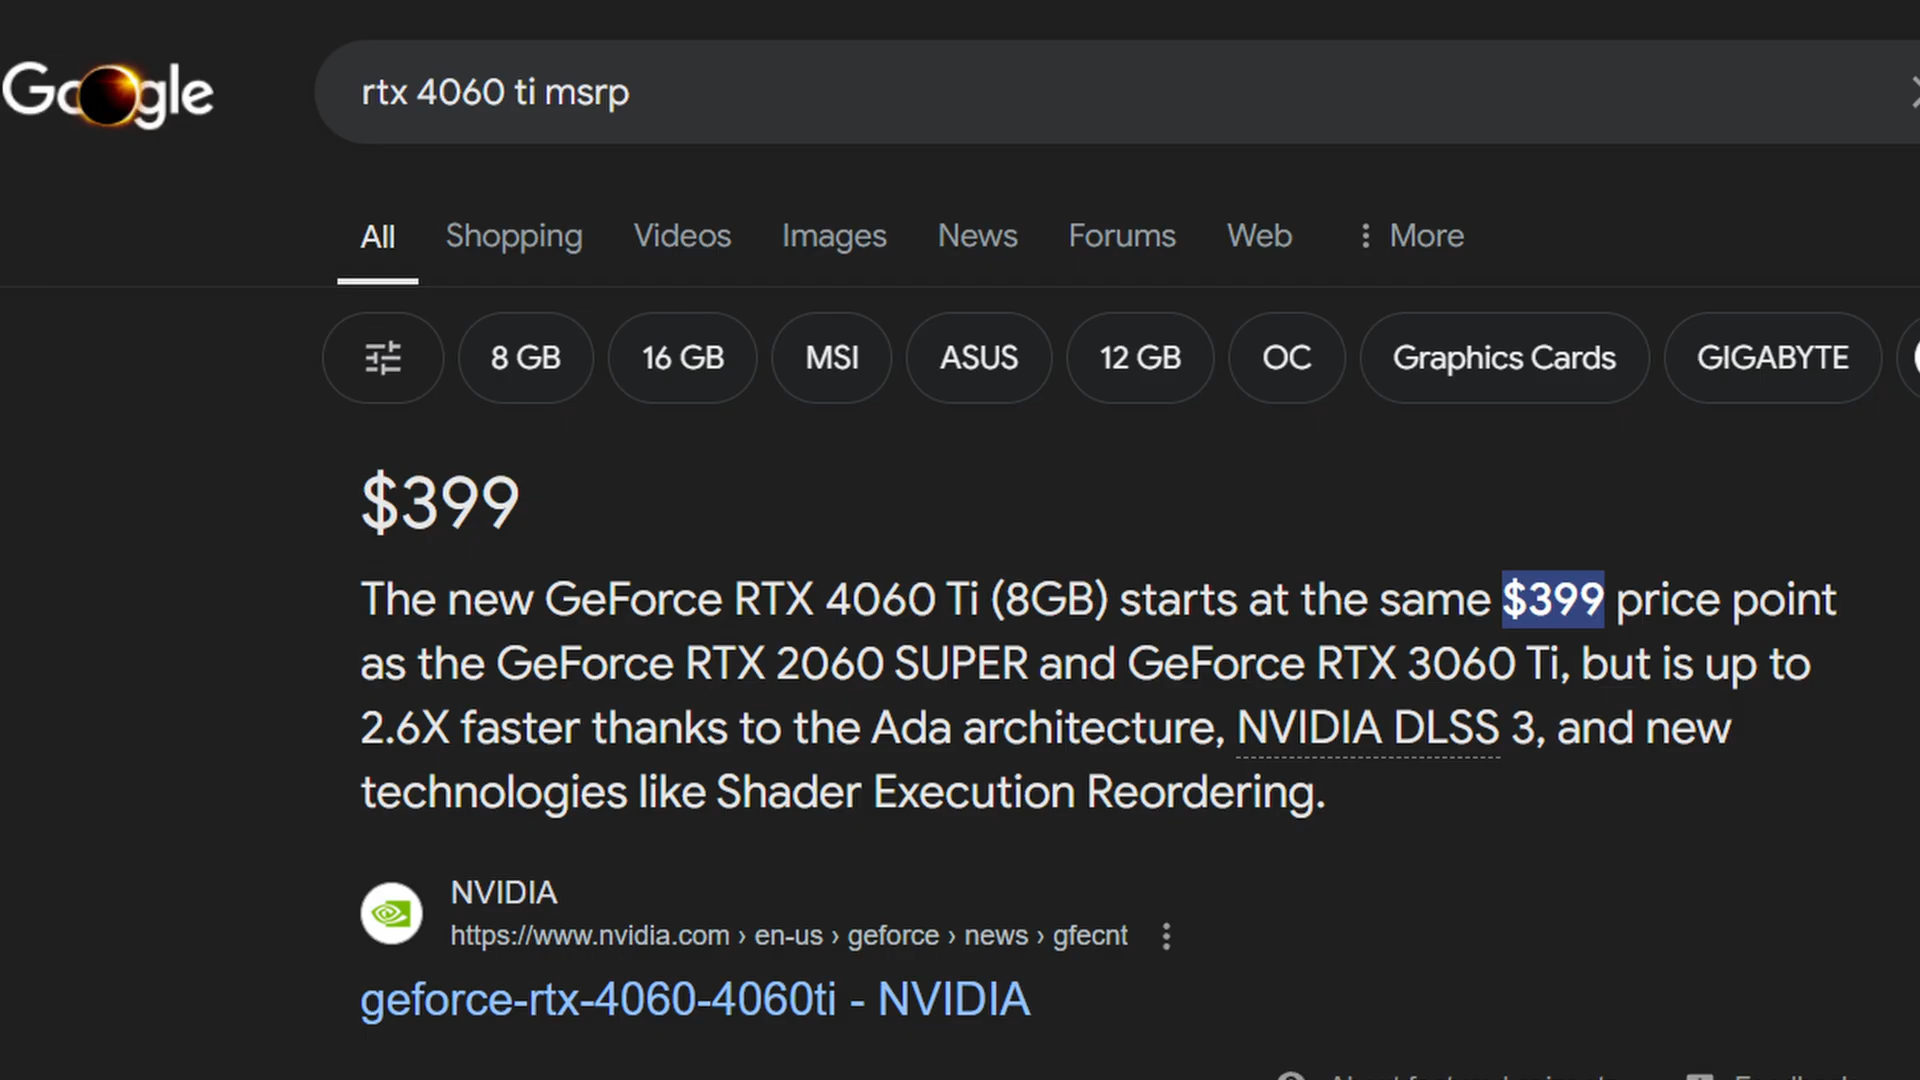 Google
rtx 4060 ti msrp
All Shopping Videos Images News Forums Web More
8 GB 16 GB MSI ASUS 12 GB OC Graphics Cards GIGABYTE
$399
The new GeForce RTX 4060 Ti (8GB) starts at the same $399 price point
as the GeForce RTX 2060 SUPER and GeForce RTX 3060 Ti, but is up to
2.6X faster thanks to the Ada architecture, NVIDIA DLSS 3, and new
technologies like Shader Execution Reordering.
NVIDIA
https://www.nvidia.com › en-us › geforce › news › gfecnt
geforce-rtx-4060-4060ti - NVIDIA